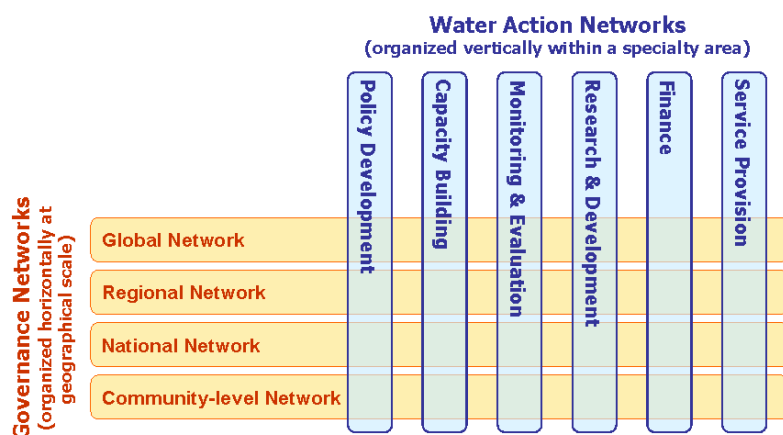 Water Action Networks
(organized vertically within a specialty area)
Policy Development
Capacity Building
Monitoring & Evaluation
Research & Development
Finance
Service Provision
Governance Networks
(organized horizontally at
geographical scale)
Global Network
Regional Network
National Network
Community-level Network